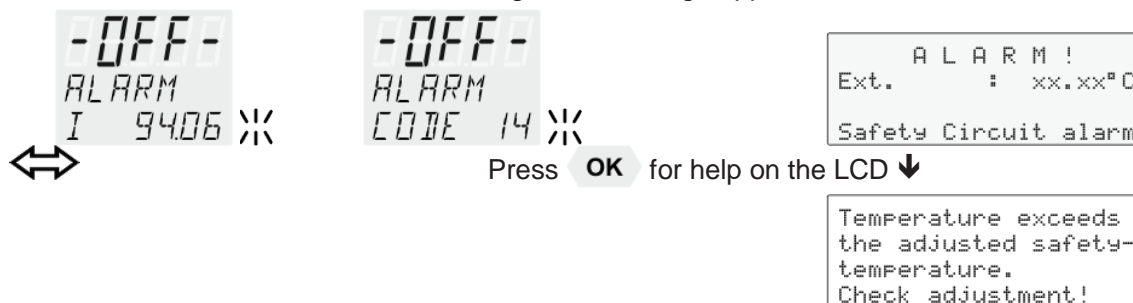 -OFF-
ALARM
I 94.06
-OFF-
ALARM
CODE 14
A L A R M !
Ext. : xx.xx°C
Safety Circuit alarm
Press OK for help on the LCD
Temperature exceeds
the adjusted safety-
temperature.
Check adjustment!